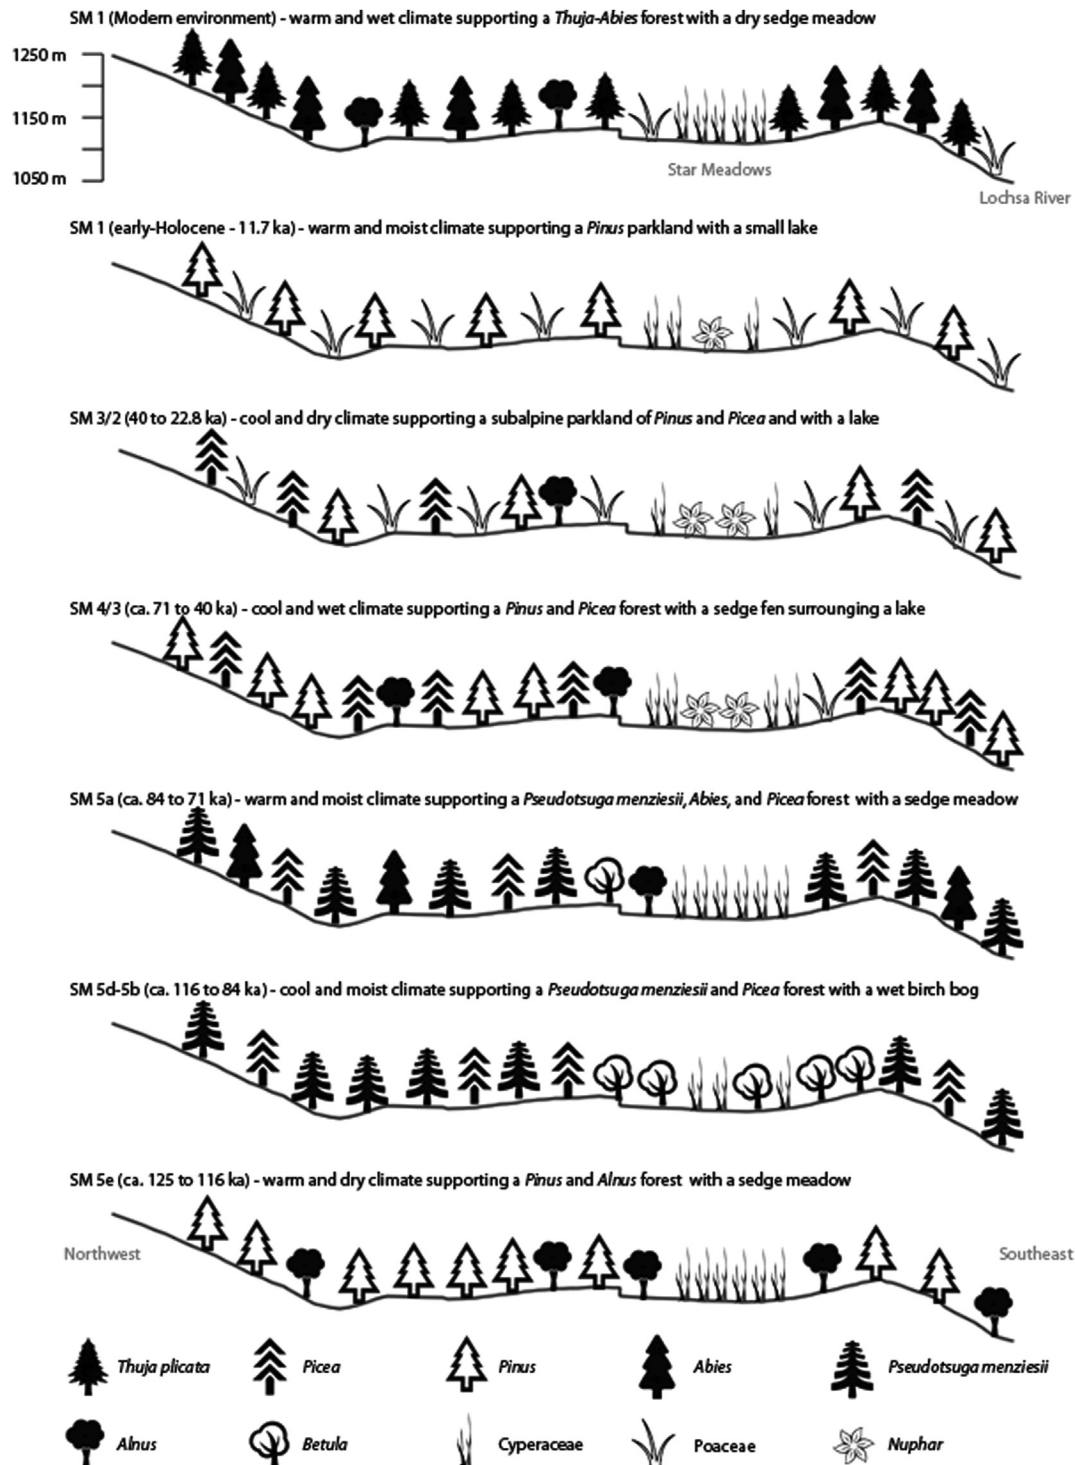 SM 1 (Modern environment) - warm and wet climate supporting a Thuja-Abies forest with a dry sedge meadow
1250 m
1150 m
1050 m
Star Meadows
Lochsa River
SM 1 (early-Holocene - 11.7 ka) - warm and moist climate supporting a Pinus parkland with a small lake
SM 3/2 (40 to 22.8 ka) - cool and dry climate supporting a subalpine parkland of Pinus and Picea and with a lake
SM 4/3 (ca. 71 to 40 ka) - cool and wet climate supporting a Pinus and Picea forest with a sedge fen surrounging a lake
SM 5a (ca. 84 to 71 ka) - warm and moist climate supporting a Pseudotsuga menziesii, Abies, and Picea forest with a sedge meadow
SM 5d-5b (ca. 116 to 84 ka) - cool and moist climate supporting a Pseudotsuga menziesii and Picea forest with a wet birch bog
SM 5e (ca. 125 to 116 ka) - warm and dry climate supporting a Pinus and Alnus forest with a sedge meadow
Northwest
Southeast
Thuja plicata
Picea
Pinus
Abies
Pseudotsuga menziesii
Alnus
Betula
Cyperaceae
Poaceae
Nuphar